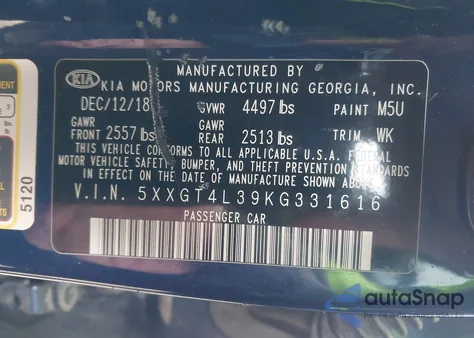 MANUFACTURED BY
KIA
KIA MOTORS MANUFACTURING GEORGIA, INC.
DEC/12/18 GVWR 4497 lbs PAINT M5U
GAWR GAWR
FRONT 2557 lbs REAR 2513 lbs TRIM WK
THIS VEHICLE CONFORMS TO ALL APPLICABLE U.S.A. FEDERAL
MOTOR VEHICLE SAFETY, BUMPER, AND THEFT PREVENTION STANDARDS
IN EFFECT ON THE DATE OF MANUFACTURE SHOWN ABOVE.
V.I.N. 5XXGT4L39KG331616
PASSENGER CAR
5120
autoSnap